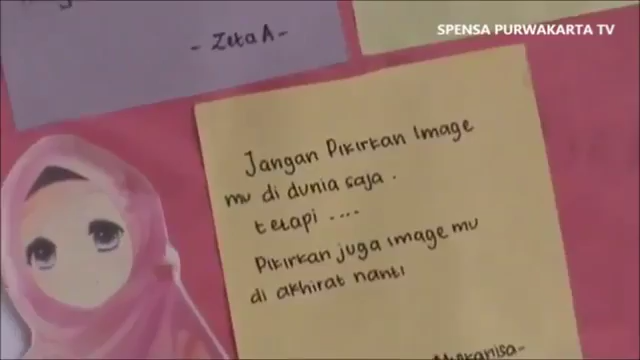 SPENSA PURWAKARTA TV
- Zeta A -
Jangan Pikirkan Image
mu di dunia saja .
tetapi ....
Pikirkan juga image mu
di akhirat nanti